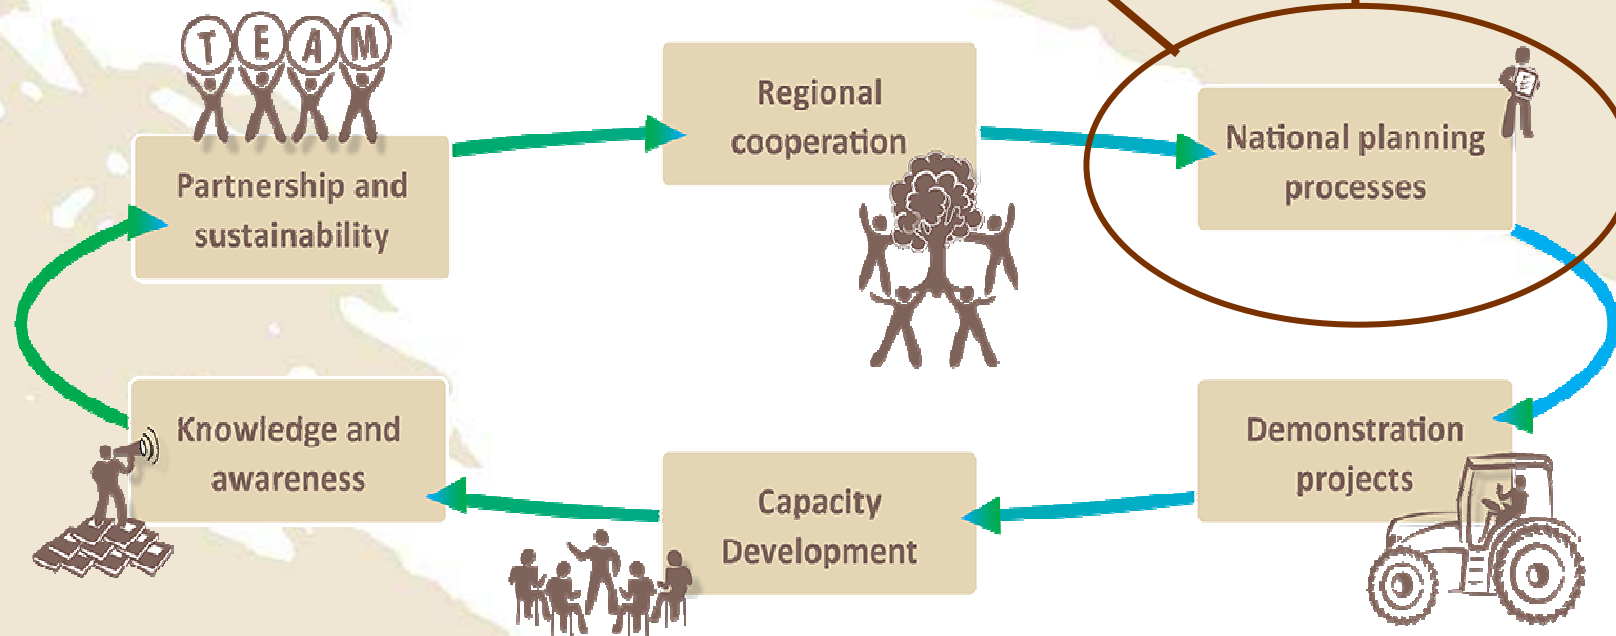 TEAM
Partnership and
sustainability
Regional
cooperation
National planning
processes
Demonstration
projects
Capacity
Development
Knowledge and
awareness